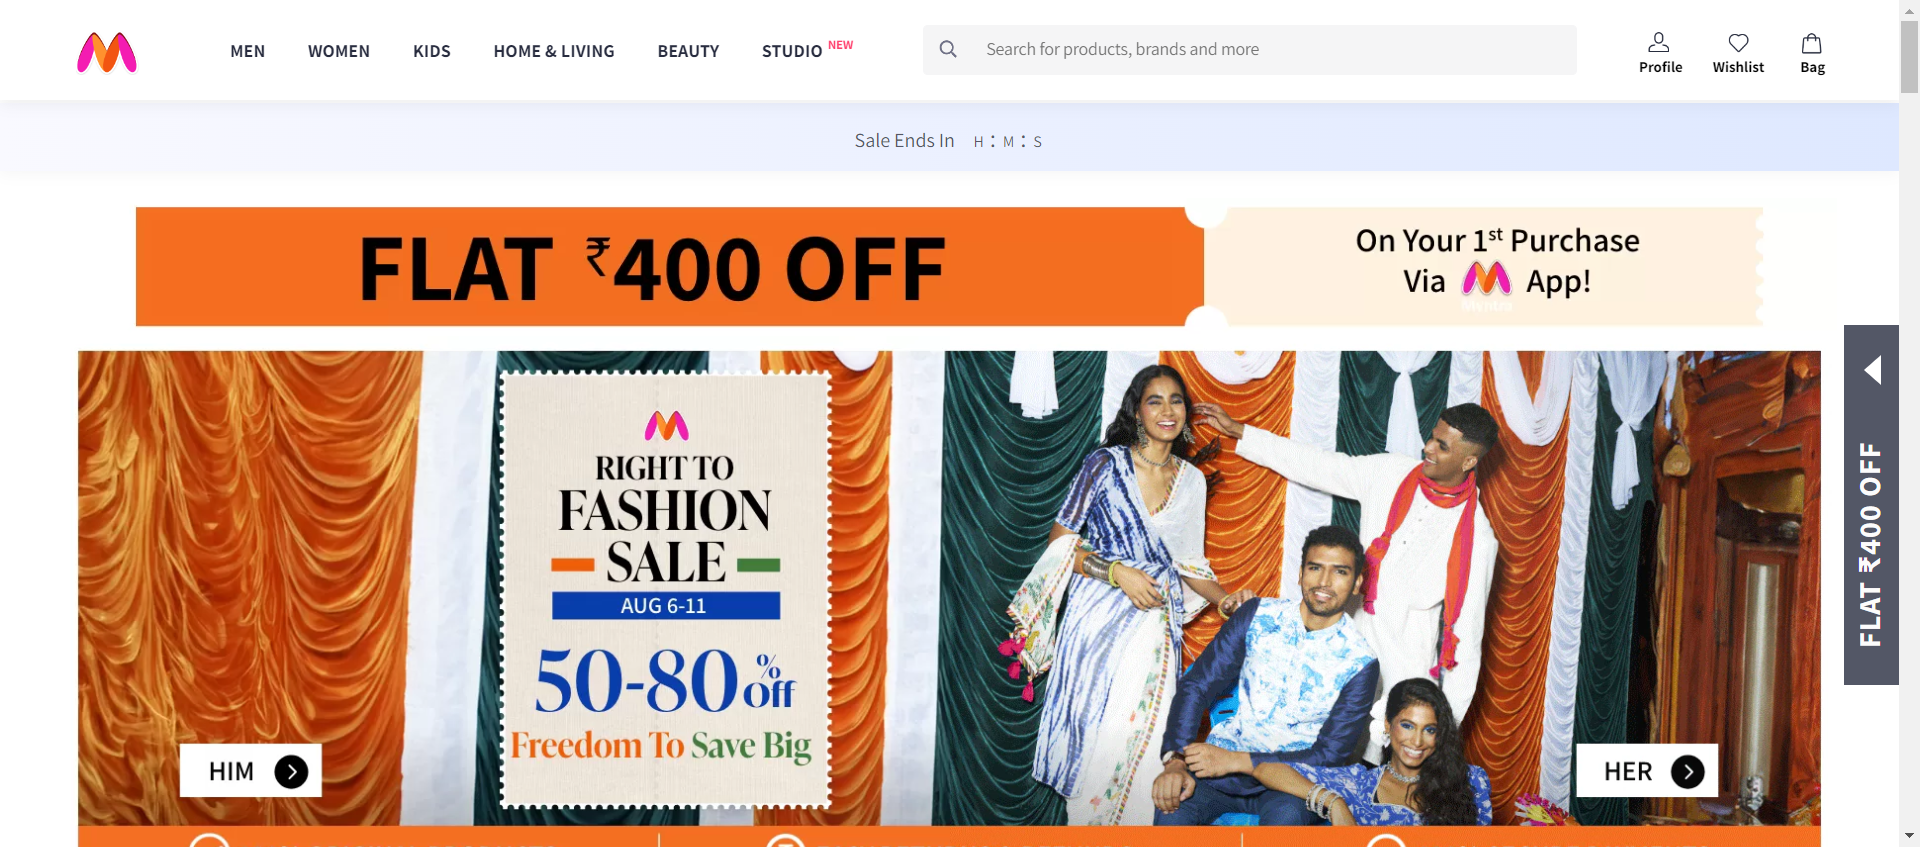 MEN
WOMEN
KIDS
HOME & LIVING
BEAUTY
STUDIO NEW
Search for products, brands and more
Profile
Wishlist
Bag
Sale Ends In H : M : S
FLAT ₹400 OFF
On Your 1st Purchase
Via App!
RIGHT TO
FASHION
SALE
AUG 6-11
50-80% off
Freedom To Save Big
HIM
HER
FLAT ₹400 OFF